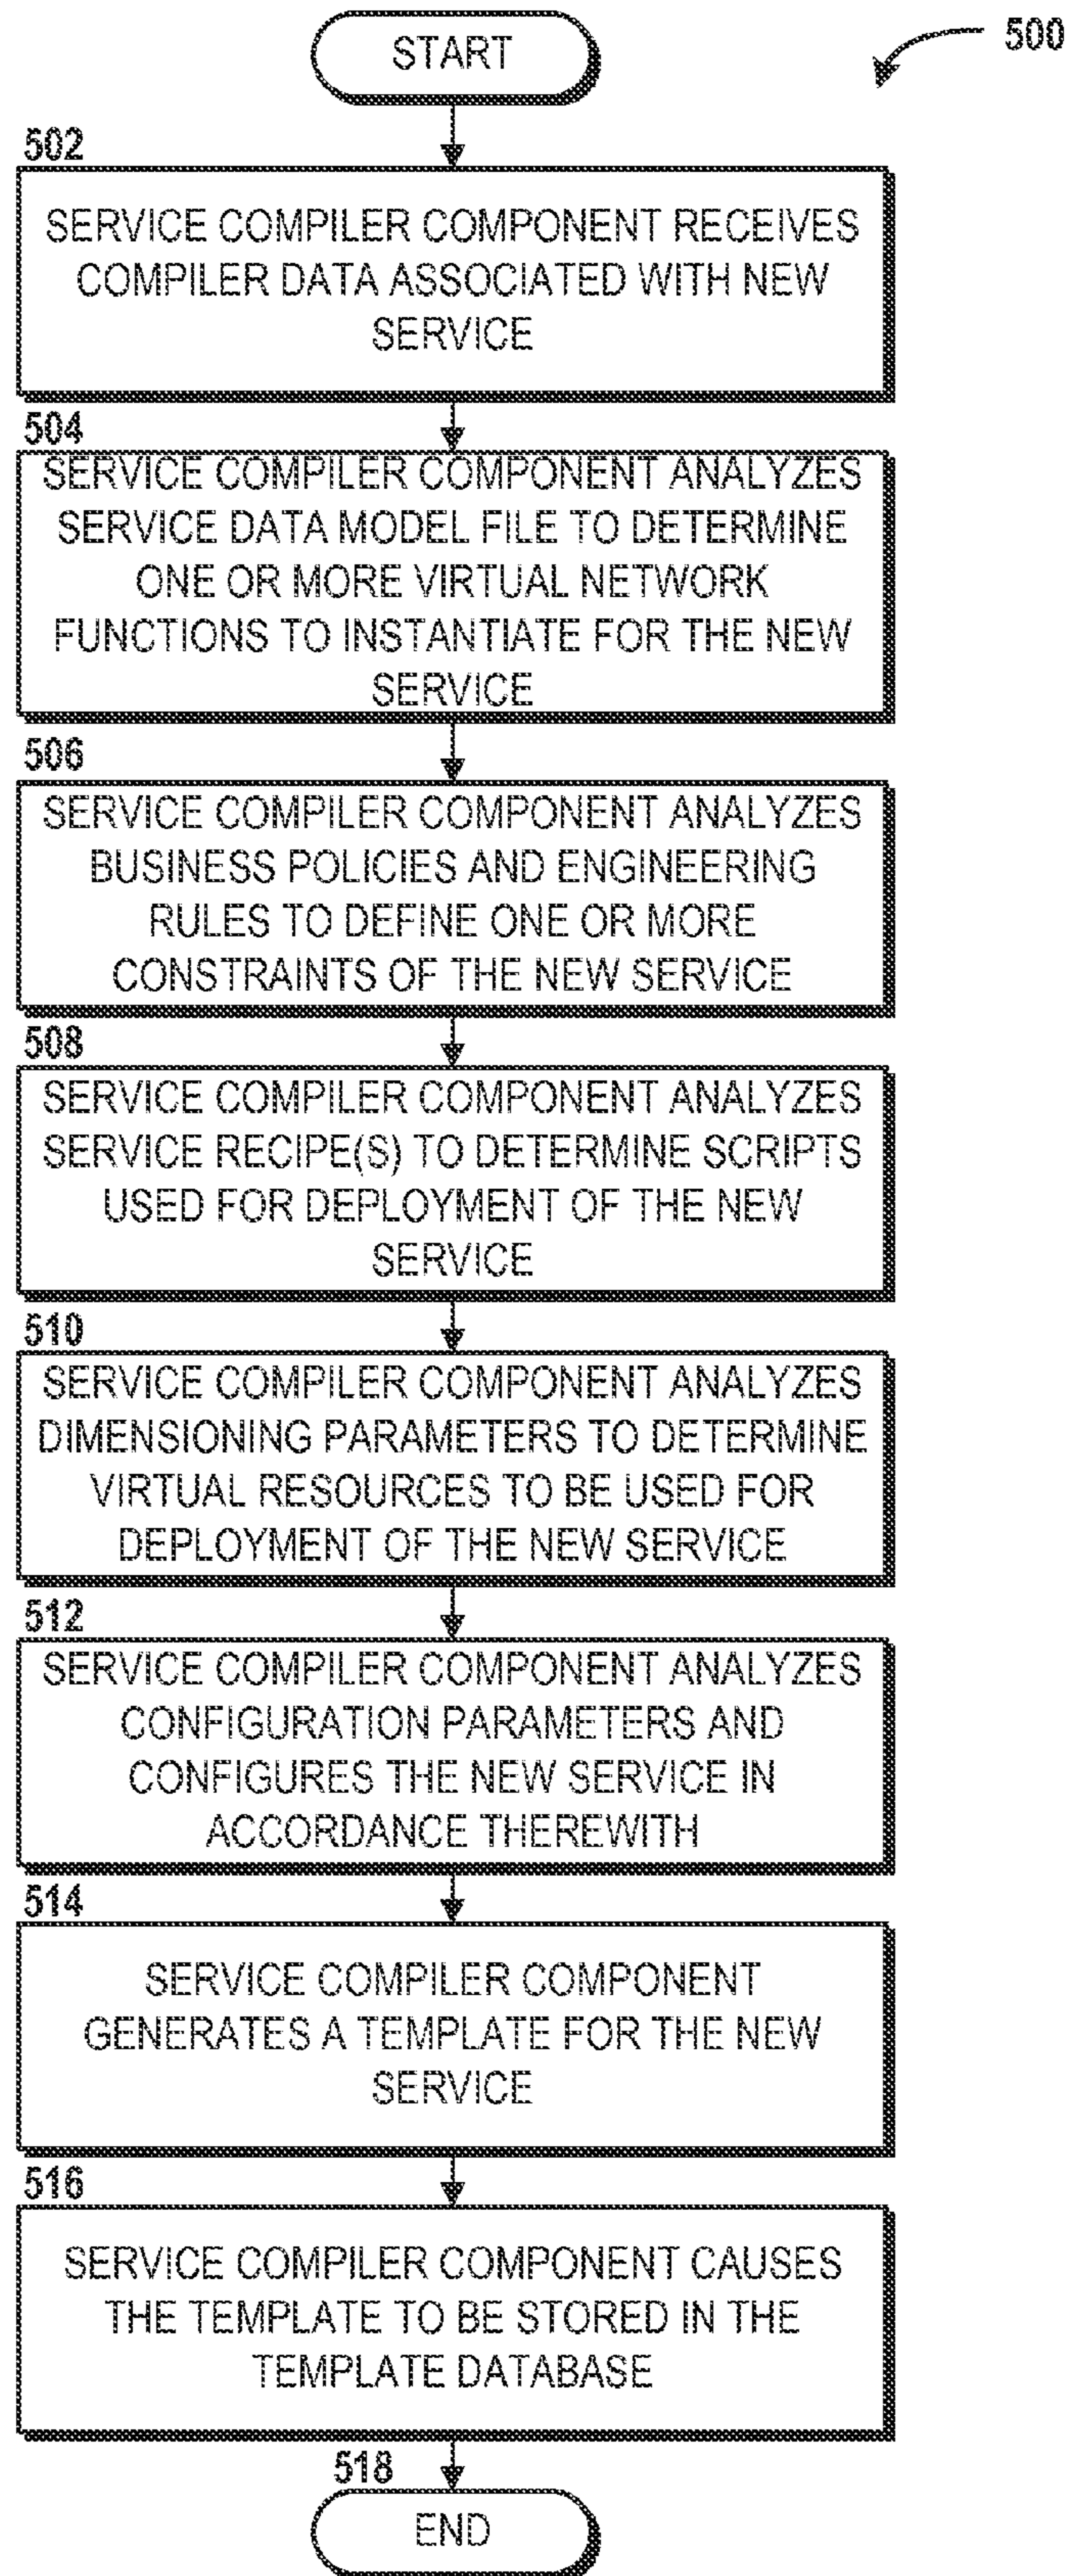 START
500
502
SERVICE COMPILER COMPONENT RECEIVES
COMPILER DATA ASSOCIATED WITH NEW
SERVICE
504
SERVICE COMPILER COMPONENT ANALYZES
SERVICE DATA MODEL FILE TO DETERMINE
ONE OR MORE VIRTUAL NETWORK
FUNCTIONS TO INSTANTIATE FOR THE NEW
SERVICE
506
SERVICE COMPILER COMPONENT ANALYZES
BUSINESS POLICIES AND ENGINEERING
RULES TO DEFINE ONE OR MORE
CONSTRAINTS OF THE NEW SERVICE
508
SERVICE COMPILER COMPONENT ANALYZES
SERVICE RECIPE(S) TO DETERMINE SCRIPTS
USED FOR DEPLOYMENT OF THE NEW
SERVICE
510
SERVICE COMPILER COMPONENT ANALYZES
DIMENSIONING PARAMETERS TO DETERMINE
VIRTUAL RESOURCES TO BE USED FOR
DEPLOYMENT OF THE NEW SERVICE
512
SERVICE COMPILER COMPONENT ANALYZES
CONFIGURATION PARAMETERS AND
CONFIGURES THE NEW SERVICE IN
ACCORDANCE THEREWITH
514
SERVICE COMPILER COMPONENT
GENERATES A TEMPLATE FOR THE NEW
SERVICE
516
SERVICE COMPILER COMPONENT CAUSES
THE TEMPLATE TO BE STORED IN THE
TEMPLATE DATABASE
518
END